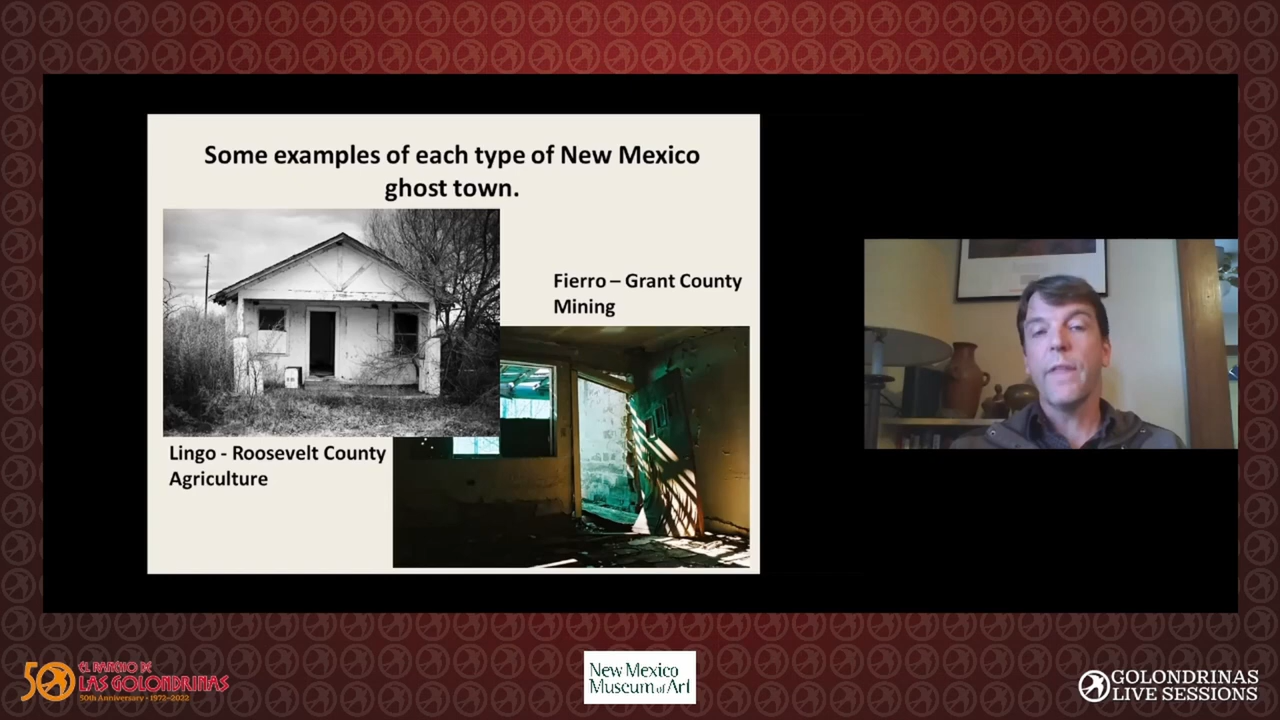 Some examples of each type of New Mexico
ghost town.
Fierro – Grant County
Mining
Lingo - Roosevelt County
Agriculture
50
EL RANCHO DE
LAS GOLONDRINAS
50th Anniversary • 1972-2022
New Mexico
Museum of Art
GOLONDRINAS
LIVE SESSIONS